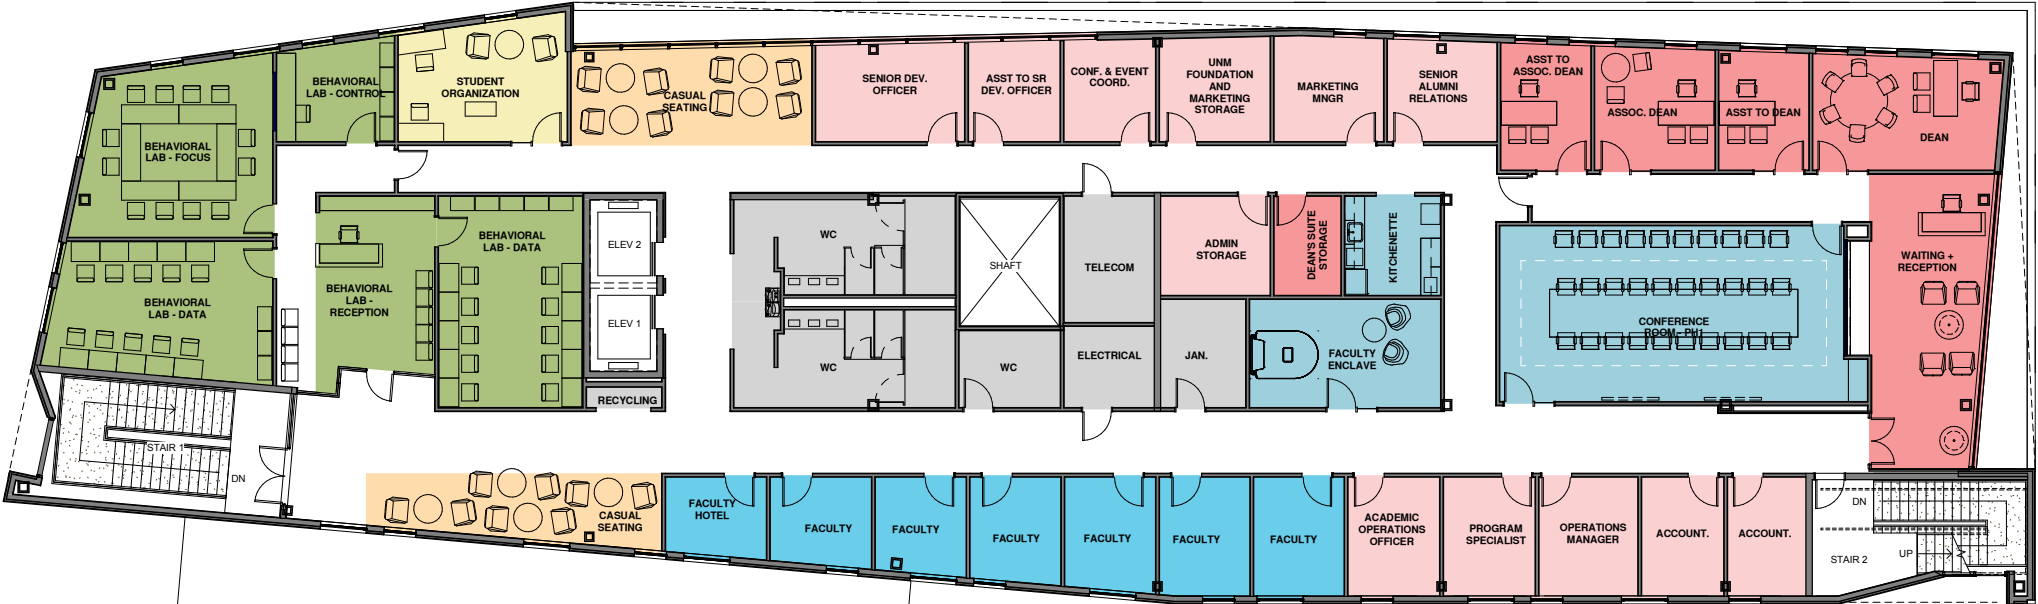 BEHAVIORAL
LAB - CONTROL
STUDENT
ORGANIZATION
CASUAL
SEATING
SENIOR DEV.
OFFICER
ASST TO SR
DEV. OFFICER
CONF. & EVENT
COORD.
UNM
FOUNDATION
AND
MARKETING
STORAGE
MARKETING
MNGR
SENIOR
ALUMNI
RELATIONS
ASST TO
ASSOC. DEAN
ASSOC. DEAN
ASST TO DEAN
DEAN
BEHAVIORAL
LAB - FOCUS
BEHAVIORAL
LAB - DATA
BEHAVIORAL
LAB -
RECEPTION
BEHAVIORAL
LAB - DATA
ELEV 2
ELEV 1
RECYCLING
WC
WC
SHAFT
WC
TELECOM
ELECTRICAL
ADMIN
STORAGE
DEAN'S SUITE
STORAGE
KITCHENETTE
JAN.
FACULTY
ENCLAVE
CONFERENCE
ROOM - PH1
WAITING +
RECEPTION
STAIR 1
DN
CASUAL
SEATING
FACULTY
HOTEL
FACULTY
FACULTY
FACULTY
FACULTY
FACULTY
FACULTY
ACADEMIC
OPERATIONS
OFFICER
PROGRAM
SPECIALIST
OPERATIONS
MANAGER
ACCOUNT.
ACCOUNT.
DN
UP
STAIR 2